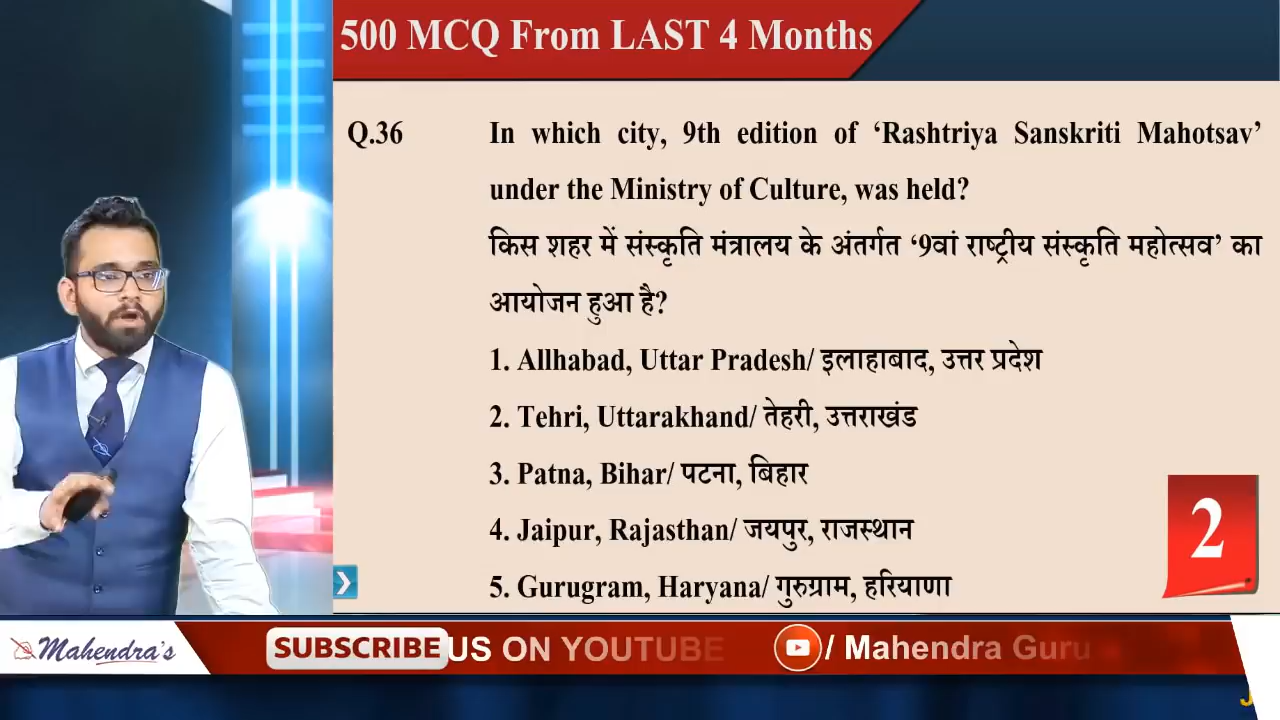 500 MCQ From LAST 4 Months
Q.36 In which city, 9th edition of ‘Rashtriya Sanskriti Mahotsav’
under the Ministry of Culture, was held?
किस शहर में संस्कृति मंत्रालय के अंतर्गत ‘9वां राष्ट्रीय संस्कृति महोत्सव’ का
आयोजन हुआ है?
1. Allhabad, Uttar Pradesh/ इलाहाबाद, उत्तर प्रदेश
2. Tehri, Uttarakhand/ तेहरी, उत्तराखंड
3. Patna, Bihar/ पटना, बिहार
4. Jaipur, Rajasthan/ जयपुर, राजस्थान
5. Gurugram, Haryana/ गुरुग्राम, हरियाणा
2
Mahendra's
SUBSCRIBE US ON YOUTUBE / Mahendra Guru
J